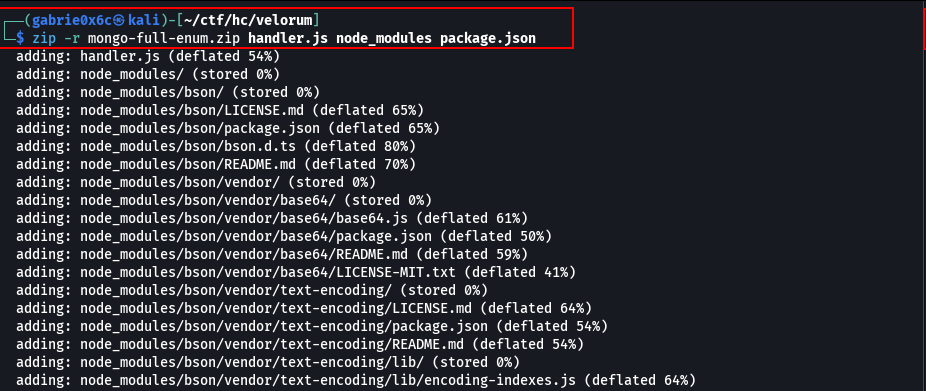 ┌──(gabrie0x6c㉿kali)-[~/ctf/hc/velorum]
└─$ zip -r mongo-full-enum.zip handler.js node_modules package.json
adding: handler.js (deflated 54%)
adding: node_modules/ (stored 0%)
adding: node_modules/bson/ (stored 0%)
adding: node_modules/bson/LICENSE.md (deflated 65%)
adding: node_modules/bson/package.json (deflated 65%)
adding: node_modules/bson/bson.d.ts (deflated 80%)
adding: node_modules/bson/README.md (deflated 70%)
adding: node_modules/bson/vendor/ (stored 0%)
adding: node_modules/bson/vendor/base64/ (stored 0%)
adding: node_modules/bson/vendor/base64/base64.js (deflated 61%)
adding: node_modules/bson/vendor/base64/package.json (deflated 50%)
adding: node_modules/bson/vendor/base64/README.md (deflated 59%)
adding: node_modules/bson/vendor/base64/LICENSE-MIT.txt (deflated 41%)
adding: node_modules/bson/vendor/text-encoding/ (stored 0%)
adding: node_modules/bson/vendor/text-encoding/LICENSE.md (deflated 64%)
adding: node_modules/bson/vendor/text-encoding/package.json (deflated 54%)
adding: node_modules/bson/vendor/text-encoding/README.md (deflated 54%)
adding: node_modules/bson/vendor/text-encoding/lib/ (stored 0%)
adding: node_modules/bson/vendor/text-encoding/lib/encoding-indexes.js (deflated 64%)